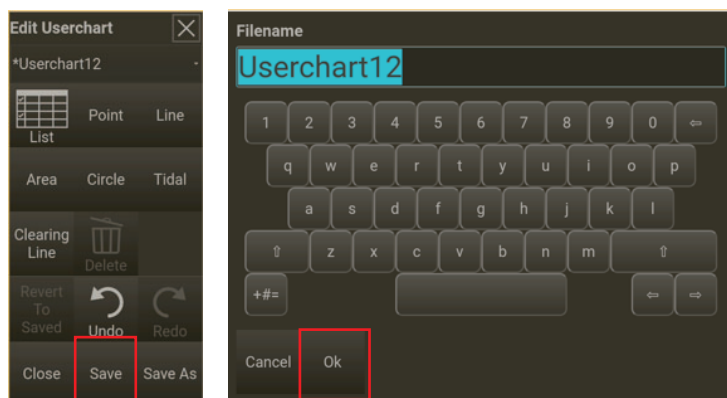 Edit Userchart
*Userchart12
List Point Line
Area Circle Tidal
Clearing
Line
Delete
Revert
To
Saved
Undo Redo
Close Save Save As
Filename
Userchart12
1 2 3 4 5 6 7 8 9 0 ⇦
q w e r t y u i o p
a s d f g h j k l
⇧ z x c v b n m ⇧
+#= ⇦ ⇨
Cancel Ok